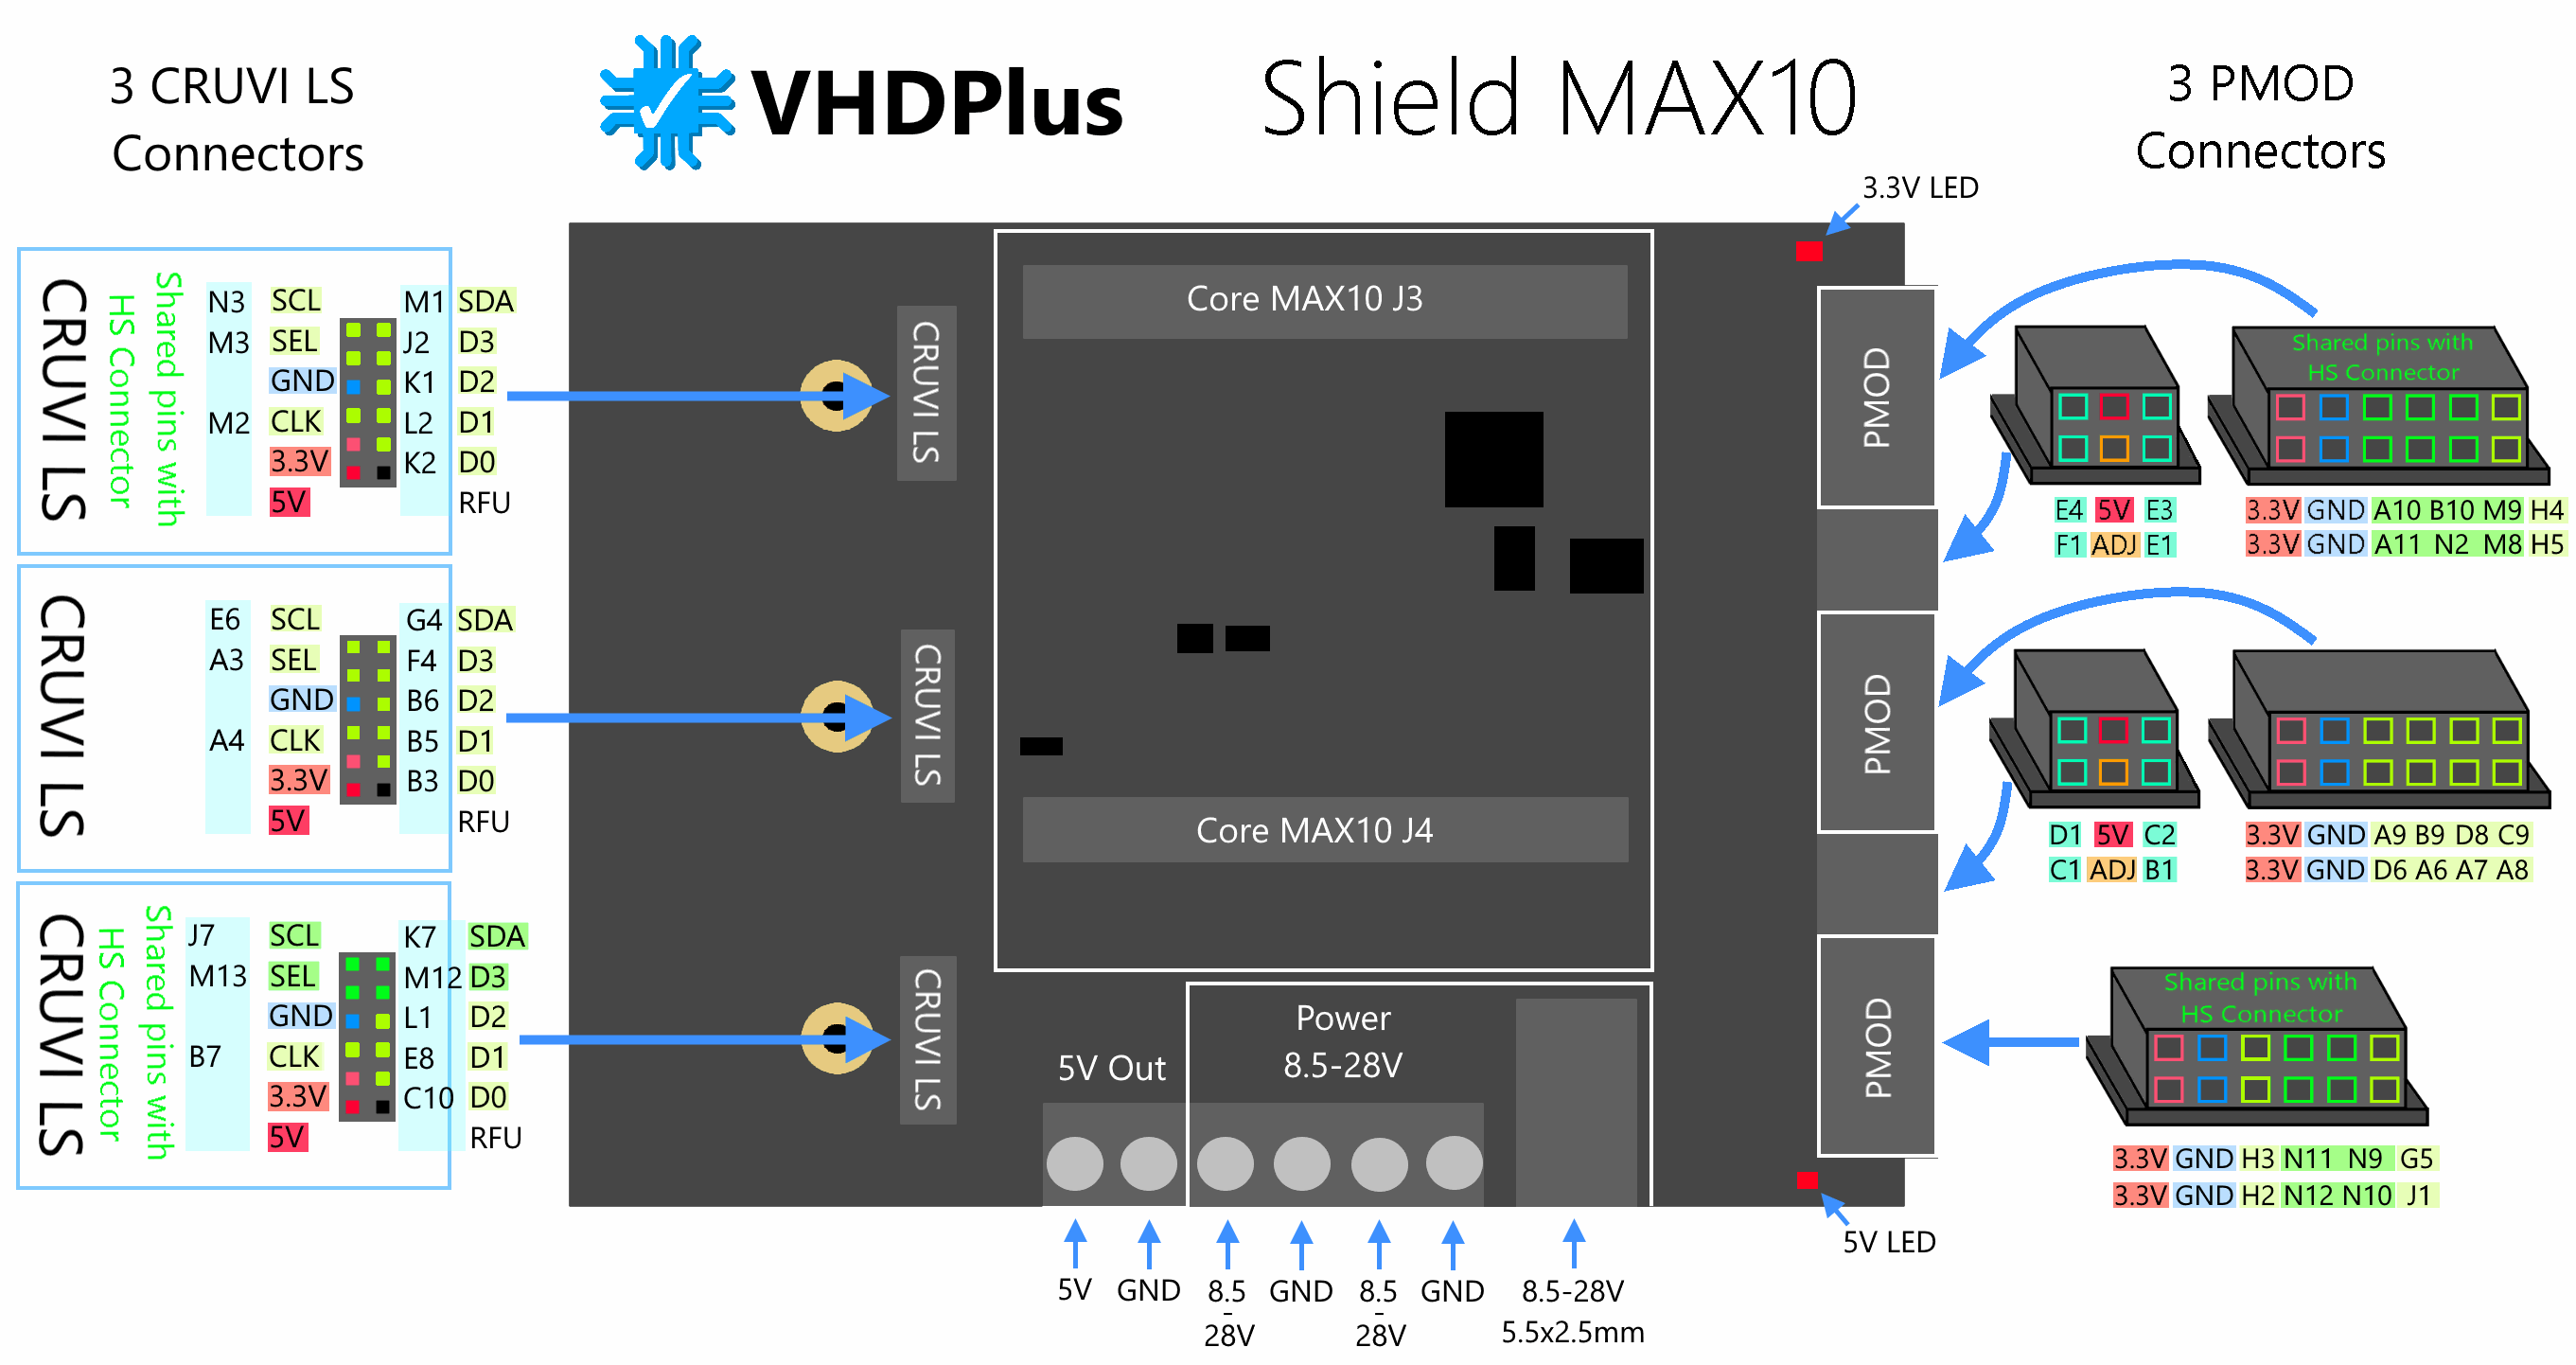 3 CRUVI LS
Connectors
VHDPlus
Shield MAX10
3 PMOD
Connectors
3.3V LED
CRUVI LS
Shared pins with
HS Connector
N3 SCL M1 SDA
M3 SEL J2 D3
GND K1 D2
M2 CLK L2 D1
3.3V K2 D0
5V RFU
CRUVI LS
E6 SCL G4 SDA
A3 SEL F4 D3
GND B6 D2
A4 CLK B5 D1
3.3V B3 D0
5V RFU
CRUVI LS
Shared pins with
HS Connector
J7 SCL K7 SDA
M13 SEL M12 D3
GND L1 D2
B7 CLK E8 D1
3.3V C10 D0
5V RFU
CRUVI LS
CRUVI LS
CRUVI LS
Core MAX10 J3
Core MAX10 J4
5V Out
Power
8.5-28V
PMOD
PMOD
PMOD
Shared pins with
HS Connector
E4 5V E3
F1 ADJ E1
3.3V GND A10 B10 M9 H4
3.3V GND A11 N2 M8 H5
D1 5V C2
C1 ADJ B1
3.3V GND A9 B9 D8 C9
3.3V GND D6 A6 A7 A8
Shared pins with
HS Connector
3.3V GND H3 N11 N9 G5
3.3V GND H2 N12 N10 J1
5V LED
5V
GND
8.5
-
28V
GND
8.5
-
28V
GND
8.5-28V
5.5x2.5mm